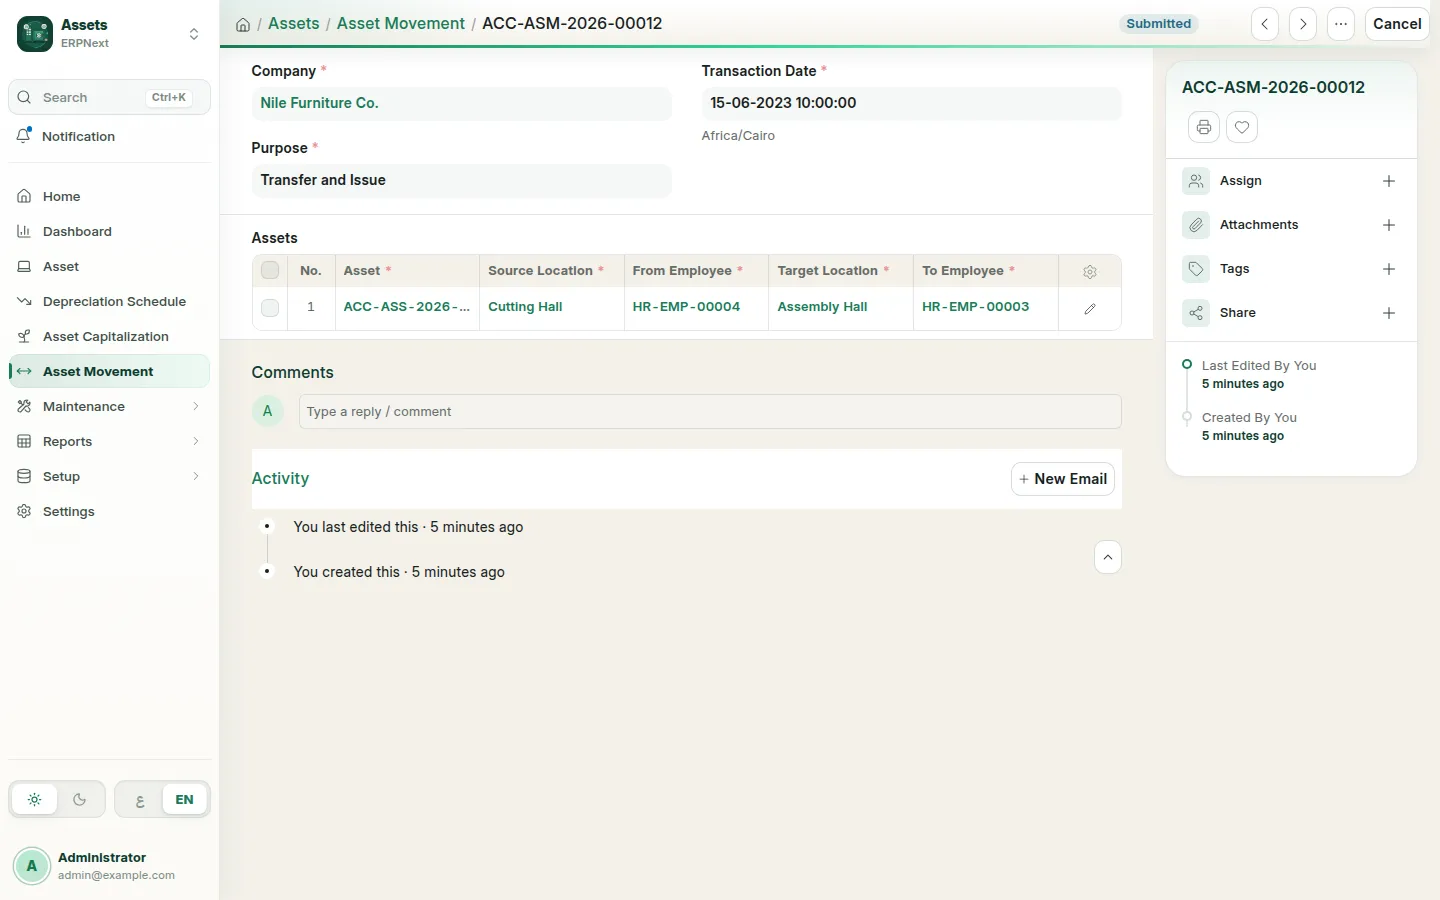 Assets
ERPNext
Search
Ctrl+K
Notification
Home
Dashboard
Asset
Depreciation Schedule
Asset Capitalization
Asset Movement
Maintenance
Reports
Setup
Settings
ع
EN
A
Administrator
admin@example.com
/ Assets / Asset Movement / ACC-ASM-2026-00012
Submitted
Cancel
Company *
Nile Furniture Co.
Transaction Date *
15-06-2023 10:00:00
Africa/Cairo
Purpose *
Transfer and Issue
Assets
No. Asset * Source Location * From Employee * Target Location * To Employee *
1 ACC-ASS-2026-... Cutting Hall HR-EMP-00004 Assembly Hall HR-EMP-00003
Comments
A
Type a reply / comment
Activity
+ New Email
You last edited this · 5 minutes ago
You created this · 5 minutes ago
ACC-ASM-2026-00012
Assign
Attachments
Tags
Share
Last Edited By You
5 minutes ago
Created By You
5 minutes ago